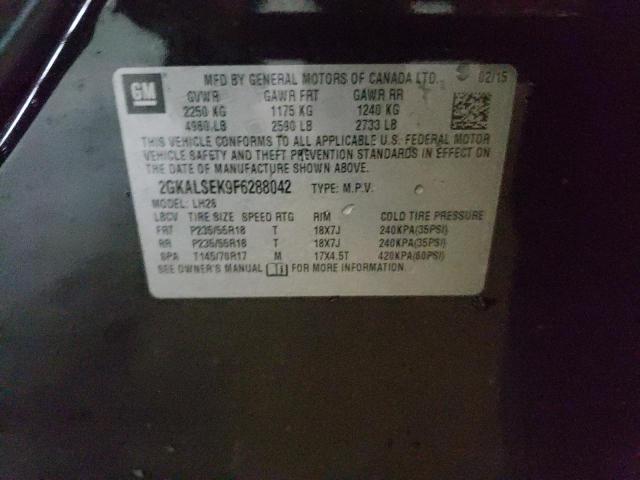 GM
MFD BY GENERAL MOTORS OF CANADA LTD. 02/15
GVWR GAWR FRT GAWR RR
2250 KG 1175 KG 1240 KG
4960 LB 2590 LB 2733 LB
THIS VEHICLE CONFORMS TO ALL APPLICABLE U.S. FEDERAL MOTOR
VEHICLE SAFETY AND THEFT PREVENTION STANDARDS IN EFFECT ON
THE DATE OF MANUFACTURE SHOWN ABOVE.
2GKALSEK9F6288042 TYPE: M.P.V.
MODEL: LH26
LBCV TIRE SIZE SPEED RTG RIM COLD TIRE PRESSURE
FRT P235/55R18 T 18X7J 240KPA(35PSI)
RR P235/55R18 T 18X7J 240KPA(35PSI)
SPA T145/70R17 M 17X4.5T 420KPA(60PSI)
SEE OWNER'S MANUAL FOR MORE INFORMATION.